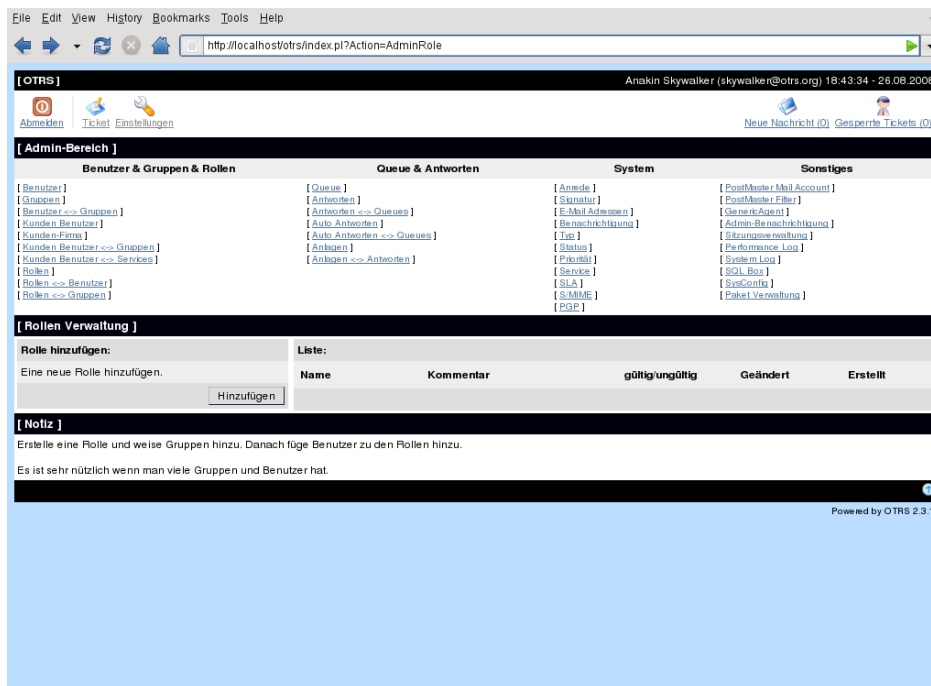 File Edit View History Bookmarks Tools Help
http://localhost/otrs/index.pl?Action=AdminRole
[ OTRS ] Anakin Skywalker (skywalker@otrs.org) 18:43:34 - 26.08.2008
Abmelden Ticket Einstellungen Neue Nachricht (0) Gesperrte Tickets (0)
[ Admin-Bereich ]
Benutzer & Gruppen & Rollen Queue & Antworten System Sonstiges
[ Benutzer ] [ Queue ] [ Anrede ] [ PostMaster Mail Account ]
[ Gruppen ] [ Antworten ] [ Signatur ] [ PostMaster Filter ]
[ Benutzer <-> Gruppen ] [ Antworten <-> Queues ] [ E-Mail Adressen ] [ GenericAgent ]
[ Kunden Benutzer ] [ Auto Antworten ] [ Benachrichtigung ] [ Admin-Benachrichtigung ]
[ Kunden-Firma ] [ Auto Antworten <-> Queues ] [ Typ ] [ Sitzungsverwaltung ]
[ Kunden Benutzer <-> Gruppen ] [ Anlagen ] [ Status ] [ Performance Log ]
[ Kunden Benutzer <-> Services ] [ Anlagen <-> Antworten ] [ Priorität ] [ System Log ]
[ Rollen ] [ Service ] [ SQL Box ]
[ Rollen <-> Benutzer ] [ SLA ] [ SysConfig ]
[ Rollen <-> Gruppen ] [ S/MIME ] [ Paket Verwaltung ]
[ PGP ]
[ Rollen Verwaltung ]
Rolle hinzufügen: Liste:
Eine neue Rolle hinzufügen. Name Kommentar gültig/ungültig Geändert Erstellt
Hinzufügen
[ Notiz ]
Erstelle eine Rolle und weise Gruppen hinzu. Danach füge Benutzer zu den Rollen hinzu.
Es ist sehr nützlich wenn man viele Gruppen und Benutzer hat.
Powered by OTRS 2.3.